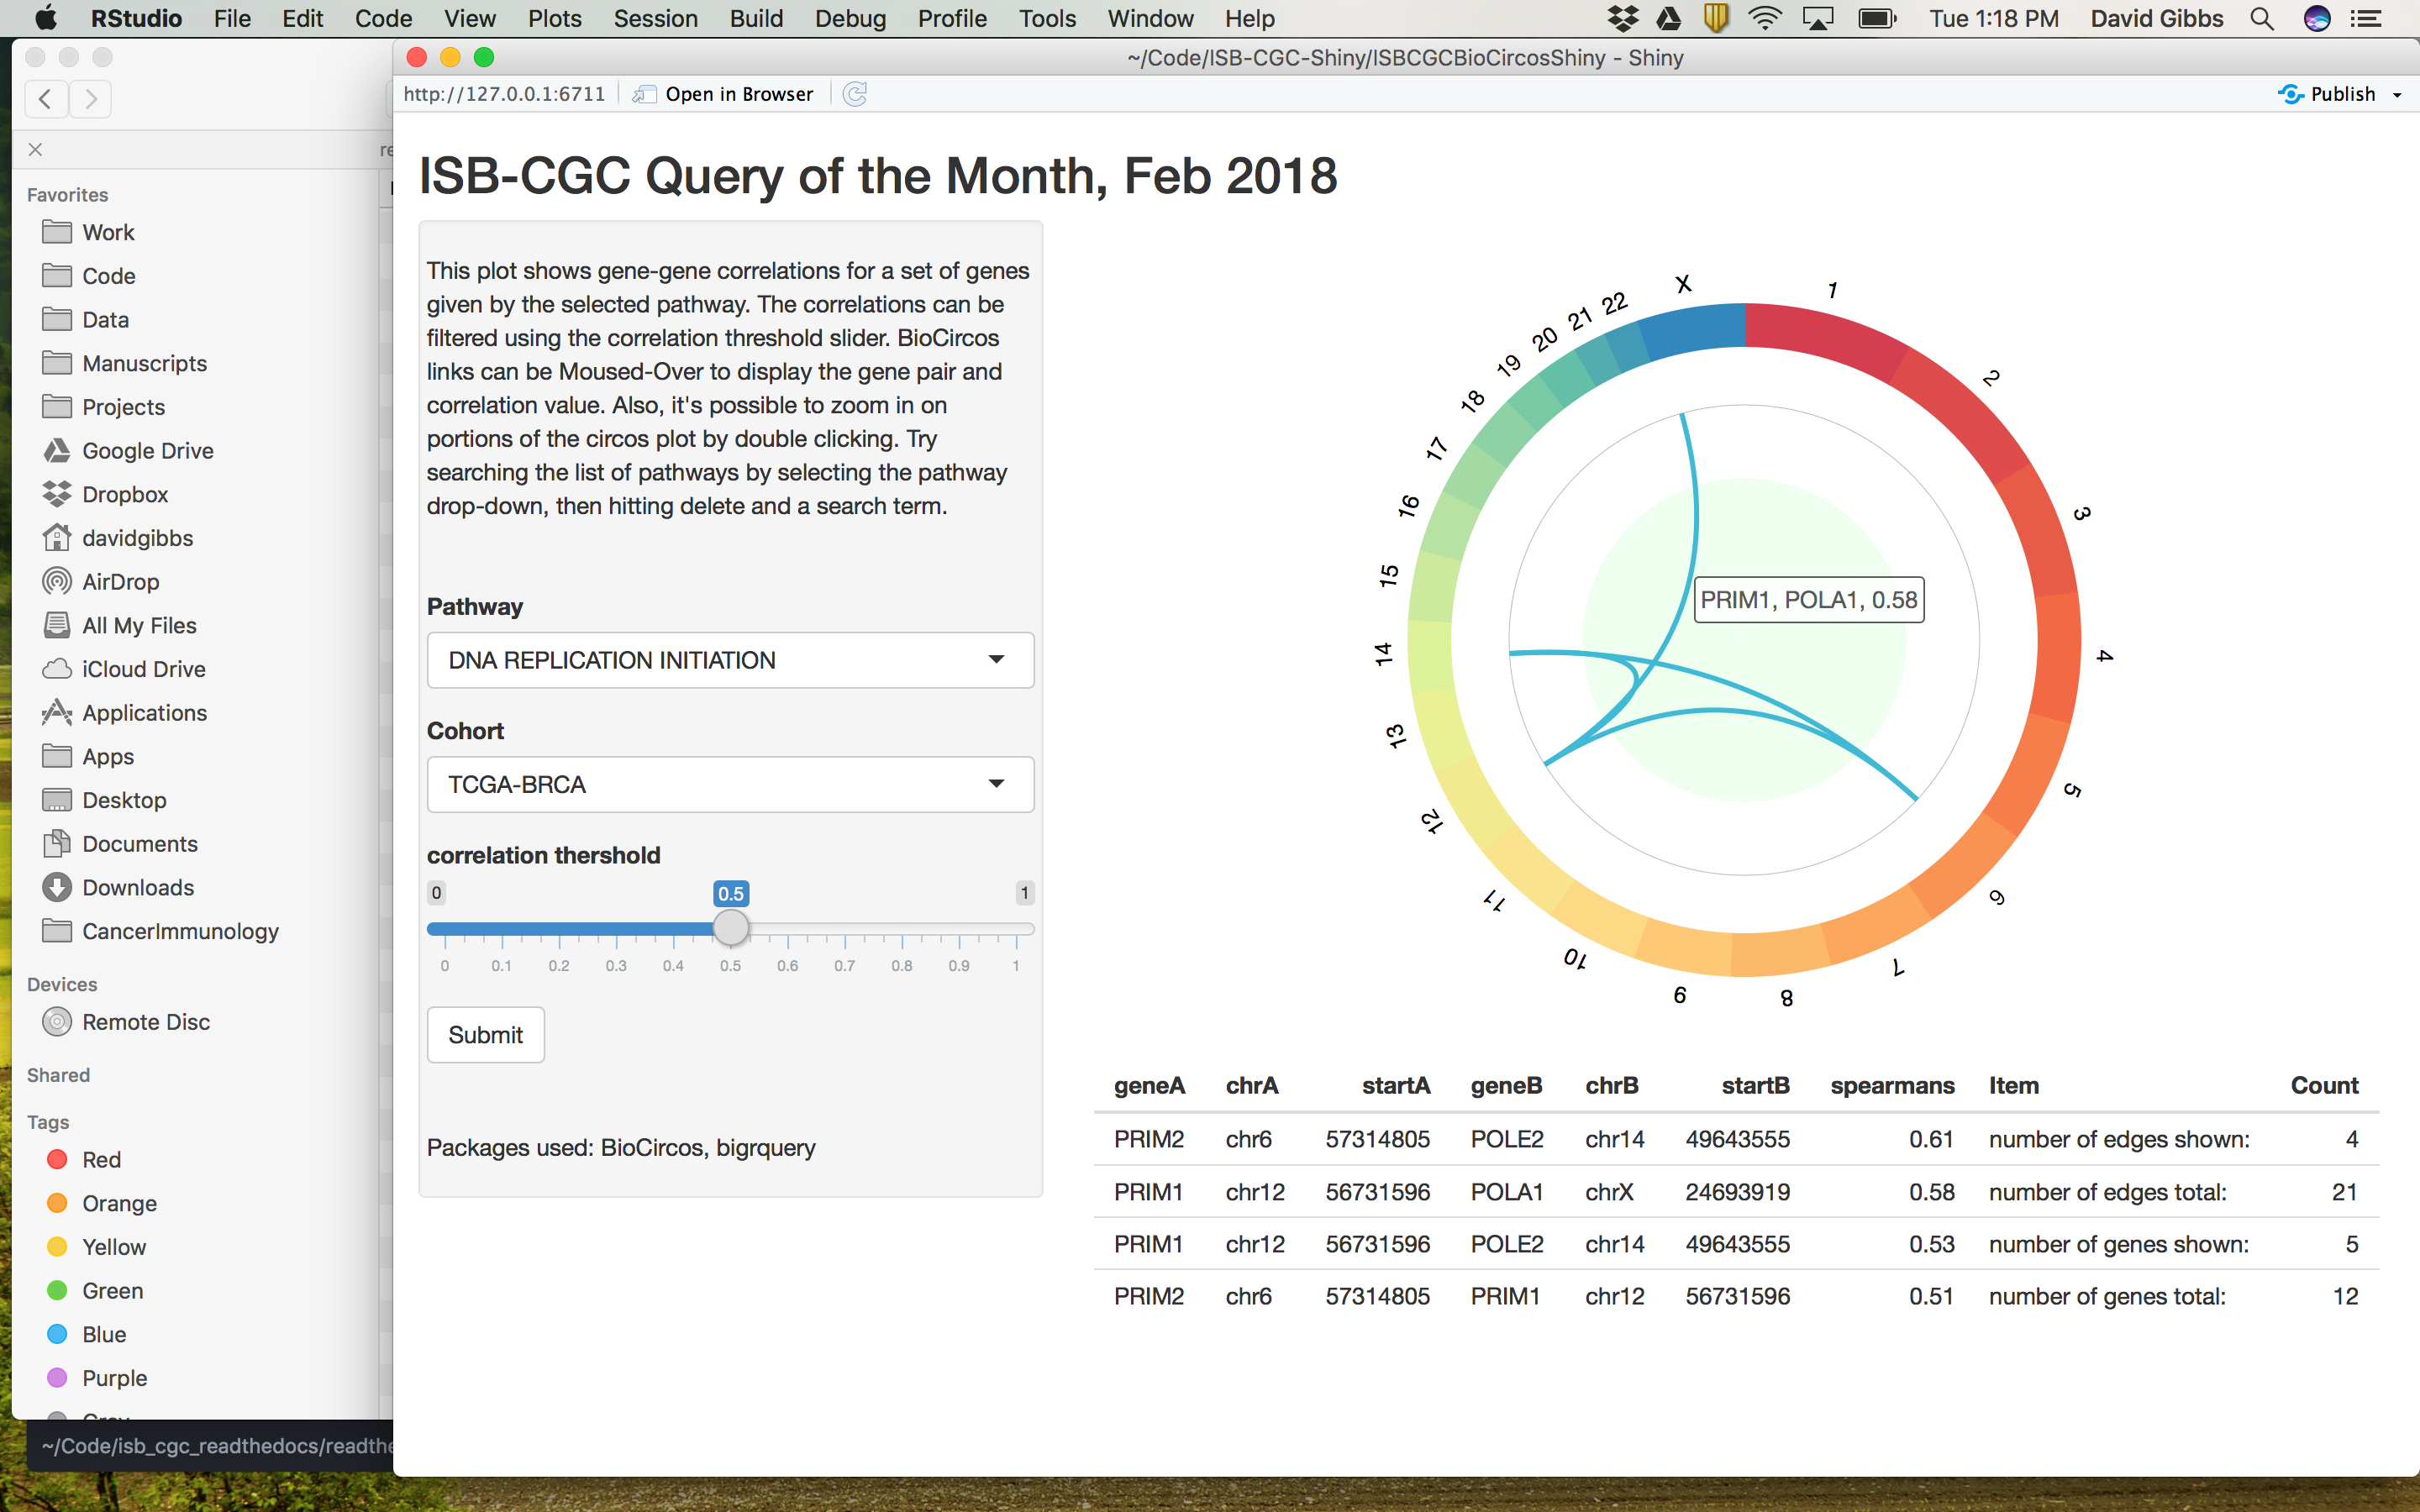 RStudio File Edit Code View Plots Session Build Debug Profile Tools Window Help Tue 1:18 PM David Gibbs
~/Code/ISB-CGC-Shiny/ISBCGCBioCircosShiny - Shiny
http://127.0.0.1:6711 Open in Browser Publish
re
Favorites
Work
Code
Data
Manuscripts
Projects
Google Drive
Dropbox
davidgibbs
AirDrop
All My Files
iCloud Drive
Applications
Apps
Desktop
Documents
Downloads
CancerImmunology
Devices
Remote Disc
Shared
Tags
Red
Orange
Yellow
Green
Blue
Purple
~/Code/isb_cgc_readthedocs/readthe
ISB-CGC Query of the Month, Feb 2018
This plot shows gene-gene correlations for a set of genes
given by the selected pathway. The correlations can be
filtered using the correlation threshold slider. BioCircos
links can be Moused-Over to display the gene pair and
correlation value. Also, it's possible to zoom in on
portions of the circos plot by double clicking. Try
searching the list of pathways by selecting the pathway
drop-down, then hitting delete and a search term.
Pathway
DNA REPLICATION INITIATION
Cohort
TCGA-BRCA
correlation thershold
0 0.5 1
0 0.1 0.2 0.3 0.4 0.5 0.6 0.7 0.8 0.9 1
Submit
Packages used: BioCircos, bigrquery
1
2
3
4
5
6
7
8
9
10
11
12
13
14
15
16
17
18
19
20
21
22
X
PRIM1, POLA1, 0.58
geneA chrA startA geneB chrB startB spearmans Item Count
PRIM2 chr6 57314805 POLE2 chr14 49643555 0.61 number of edges shown: 4
PRIM1 chr12 56731596 POLA1 chrX 24693919 0.58 number of edges total: 21
PRIM1 chr12 56731596 POLE2 chr14 49643555 0.53 number of genes shown: 5
PRIM2 chr6 57314805 PRIM1 chr12 56731596 0.51 number of genes total: 12